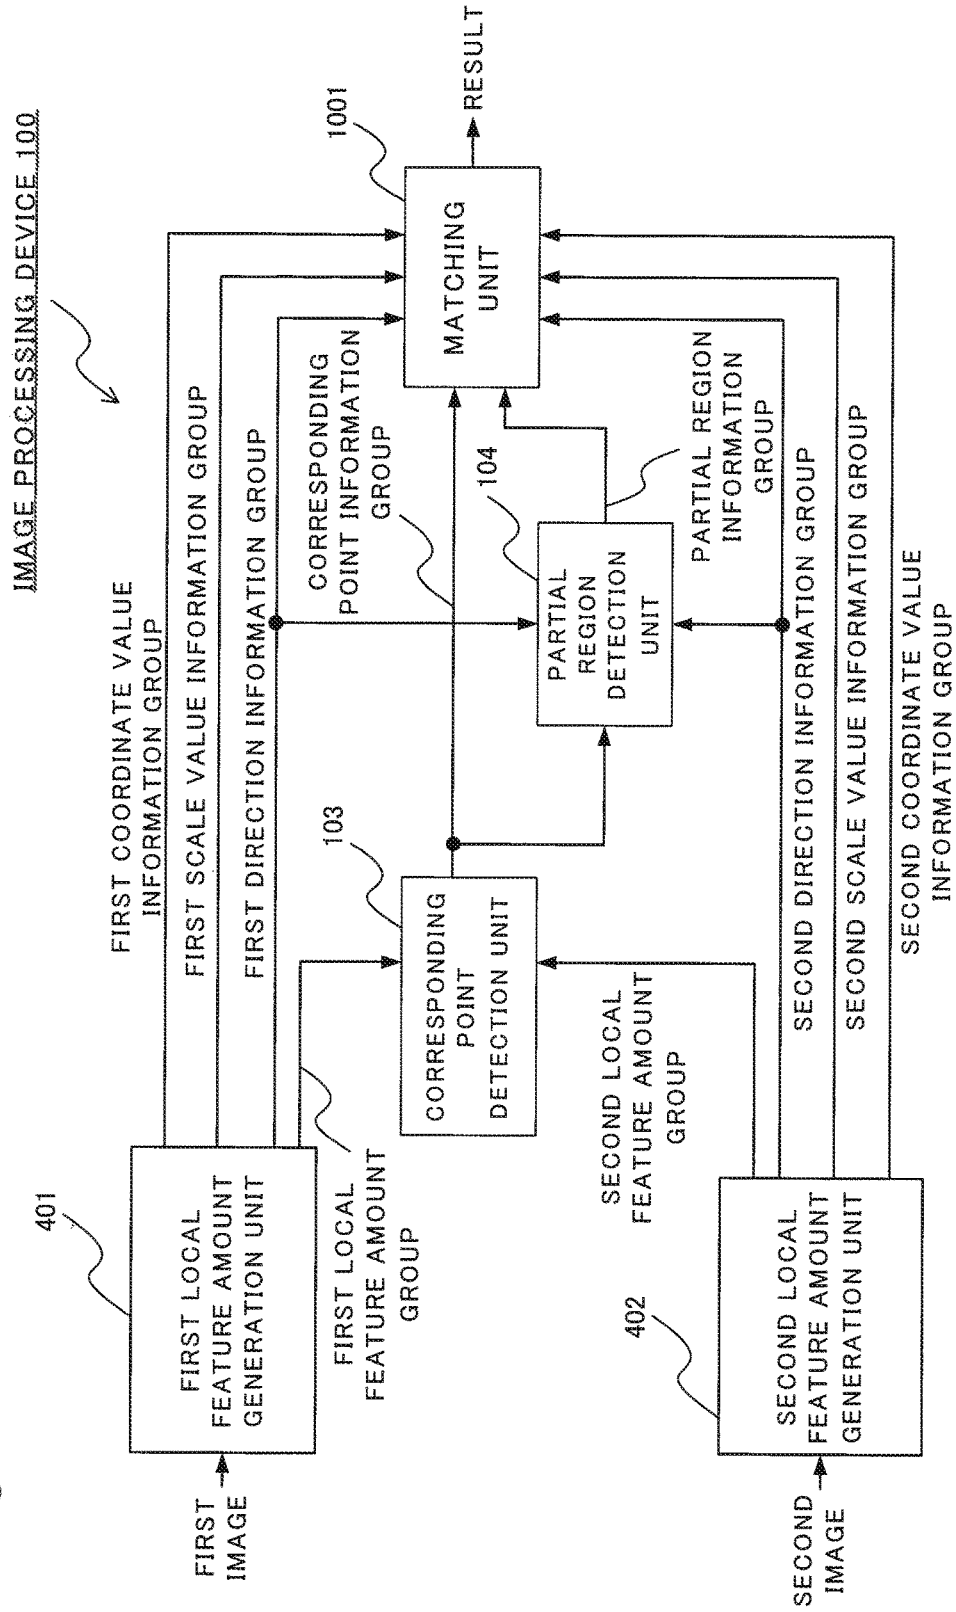 IMAGE PROCESSING DEVICE 100
FIRST COORDINATE VALUE
INFORMATION GROUP
FIRST SCALE VALUE INFORMATION GROUP
FIRST DIRECTION INFORMATION GROUP
401
FIRST LOCAL
FEATURE AMOUNT
GENERATION UNIT
FIRST
IMAGE
FIRST LOCAL
FEATURE AMOUNT
GROUP
103
CORRESPONDING
POINT
DETECTION UNIT
CORRESPONDING
POINT INFORMATION
GROUP
104
PARTIAL
REGION
DETECTION
UNIT
1001
MATCHING
UNIT
RESULT
PARTIAL REGION
INFORMATION
GROUP
SECOND LOCAL
FEATURE AMOUNT
GROUP
402
SECOND LOCAL
FEATURE AMOUNT
GENERATION UNIT
SECOND
IMAGE
SECOND DIRECTION INFORMATION GROUP
SECOND SCALE VALUE INFORMATION GROUP
SECOND COORDINATE VALUE
INFORMATION GROUP